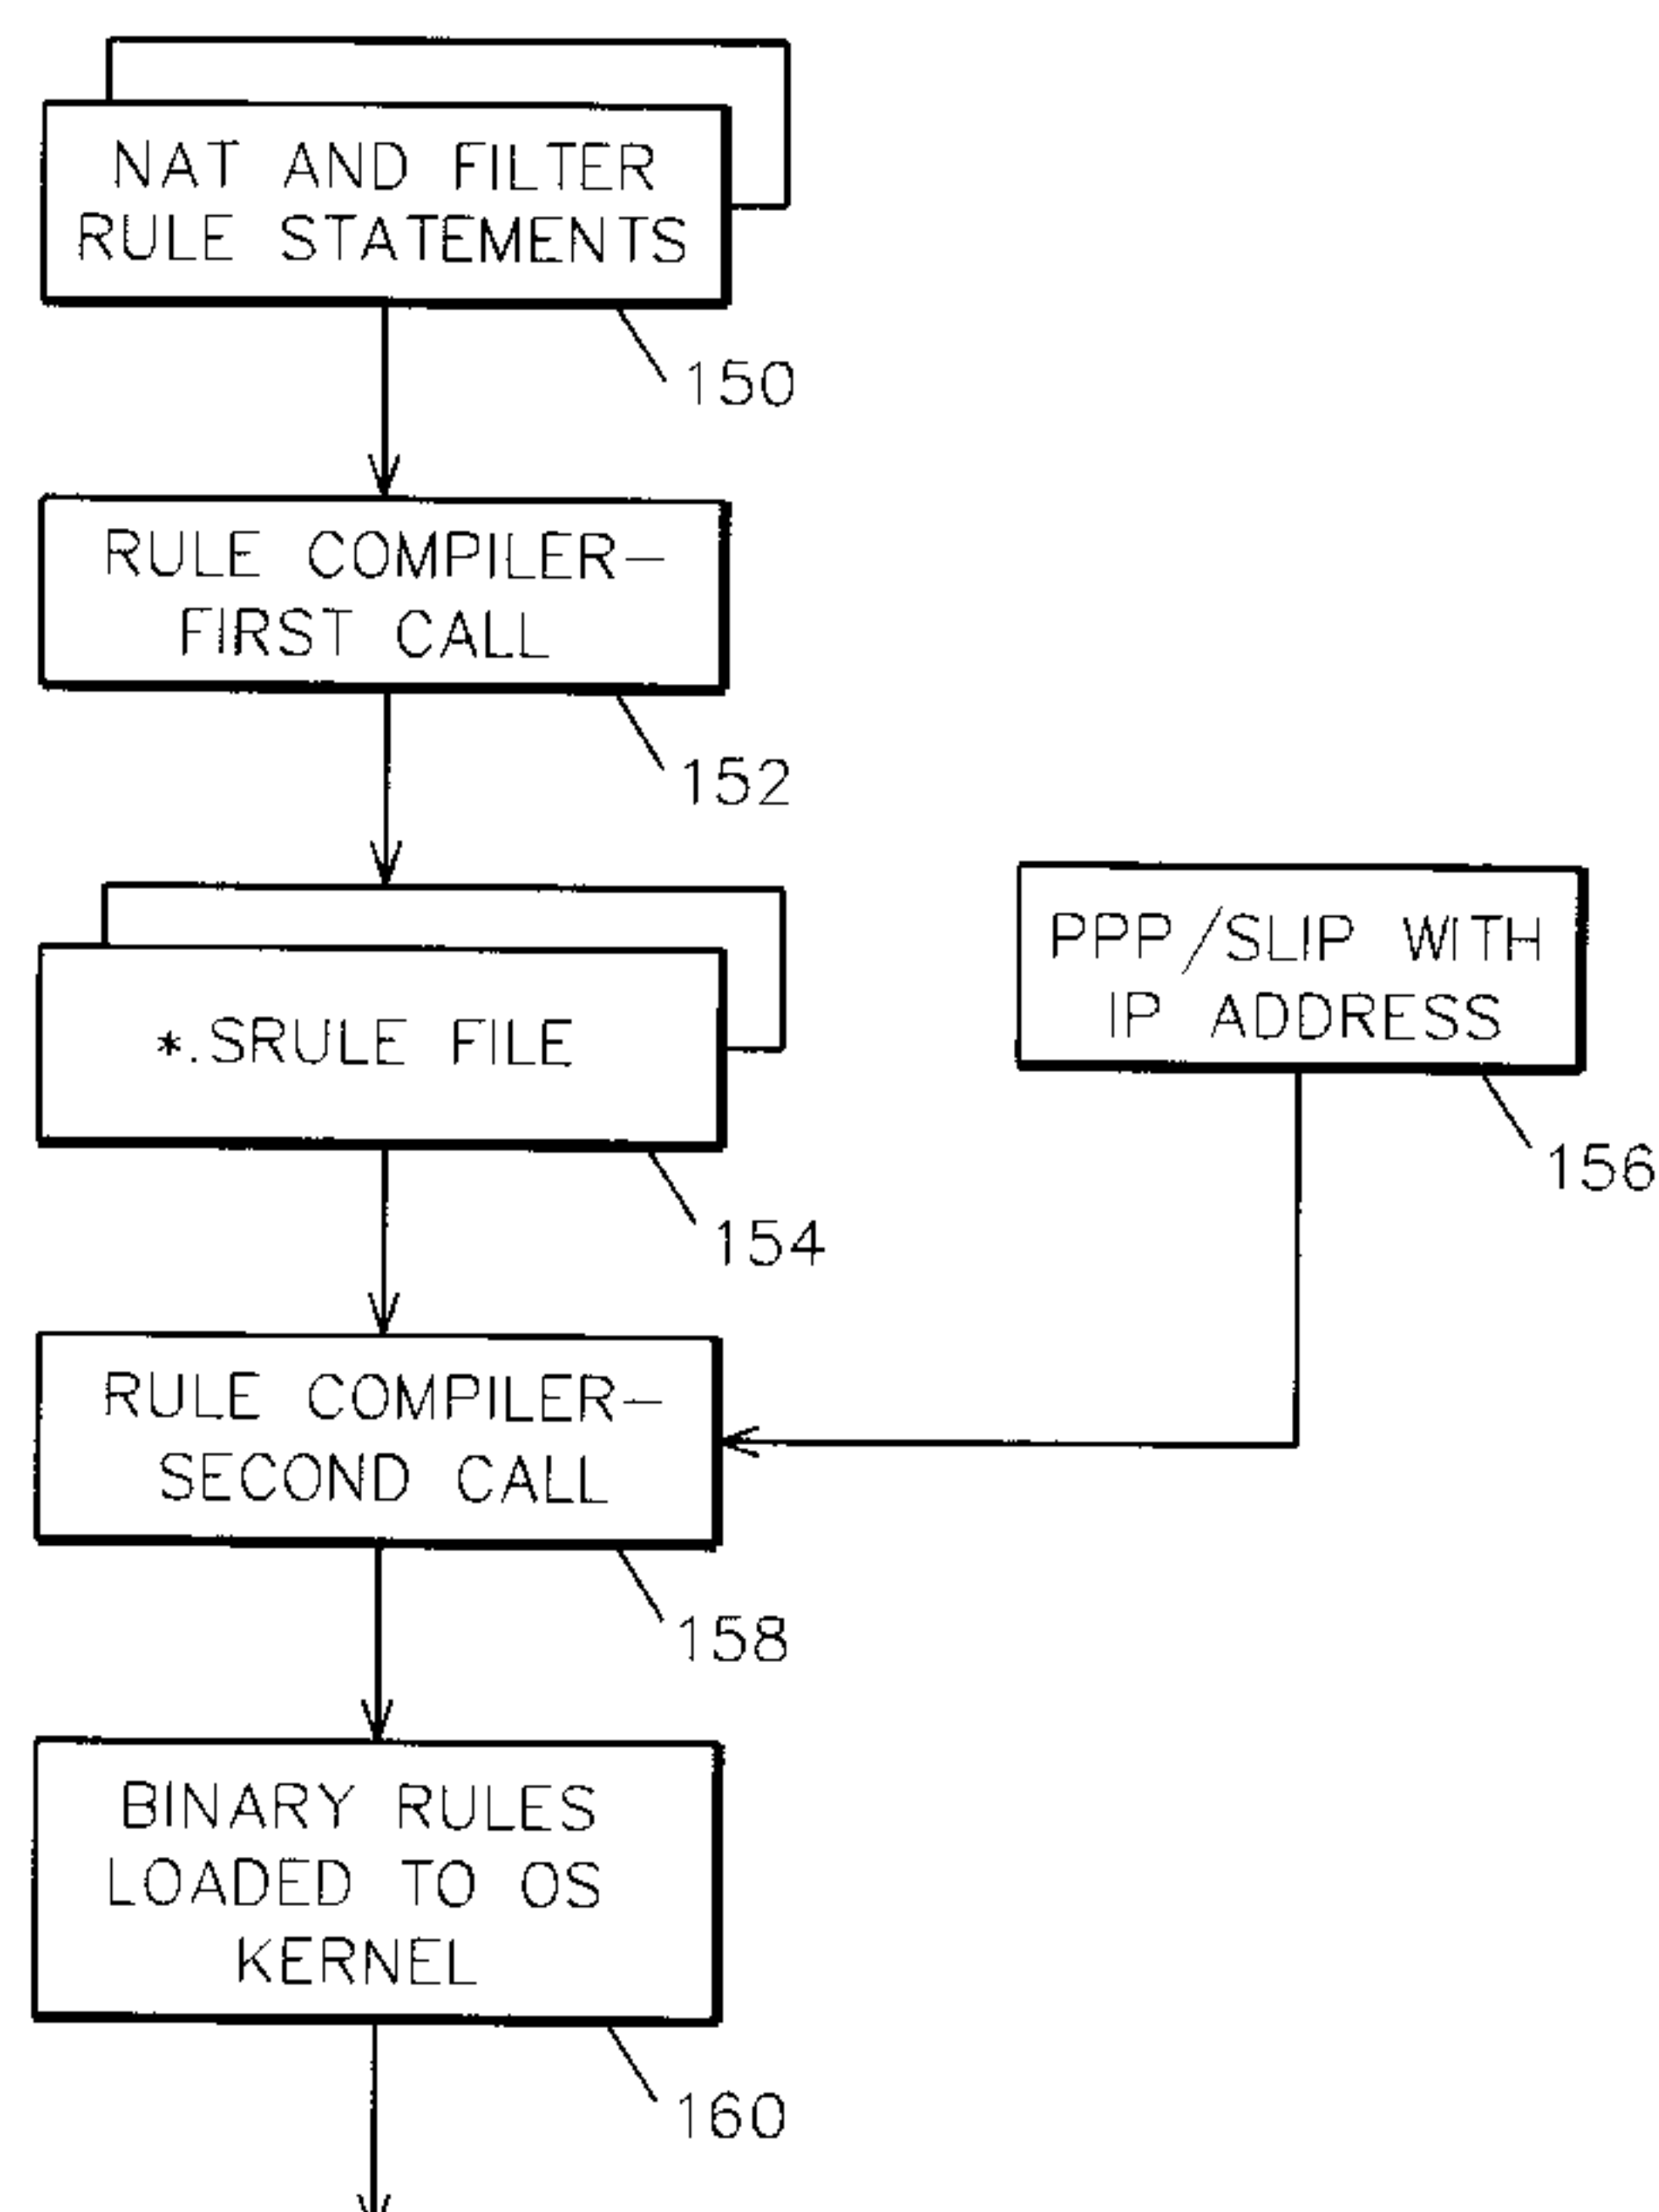 NAT AND FILTER
RULE STATEMENTS
150
RULE COMPILER—
FIRST CALL
152
*.SRULE FILE
154
PPP/SLIP WITH
IP ADDRESS
156
RULE COMPILER—
SECOND CALL
158
BINARY RULES
LOADED TO OS
KERNEL
160